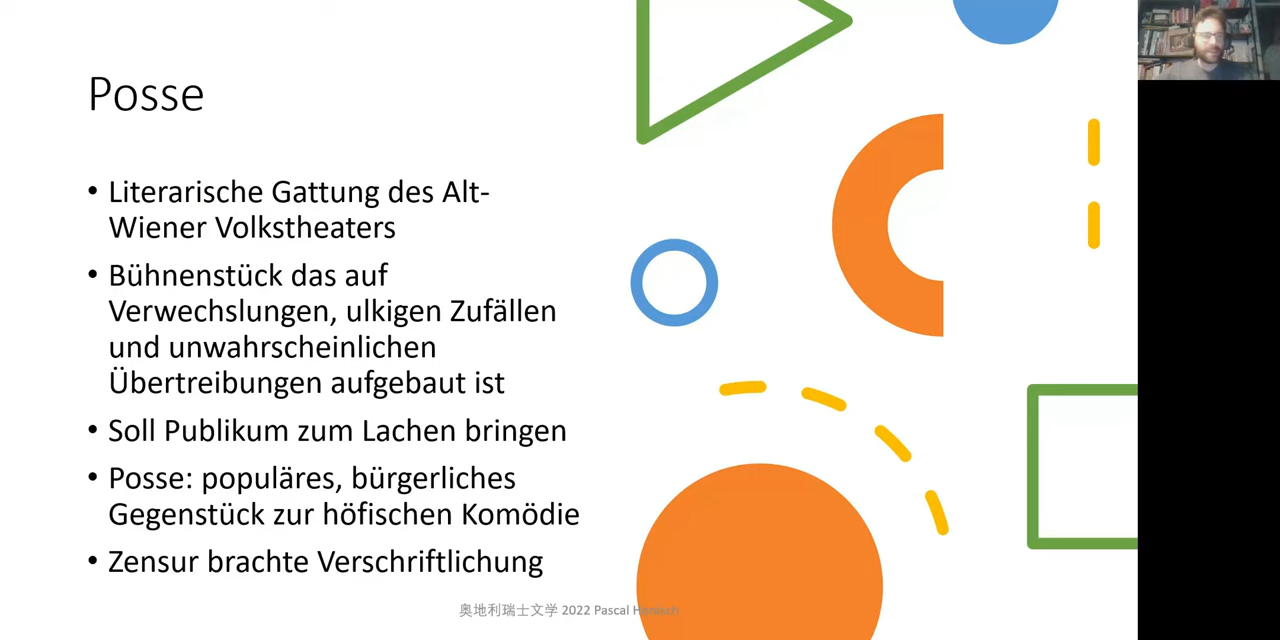 Posse
• Literarische Gattung des Alt-
Wiener Volkstheaters
• Bühnenstück das auf
Verwechslungen, ulkigen Zufällen
und unwahrscheinlichen
Übertreibungen aufgebaut ist
• Soll Publikum zum Lachen bringen
• Posse: populäres, bürgerliches
Gegenstück zur höfischen Komödie
• Zensur brachte Verschriftlichung
奥地利瑞士文学 2022 Pascal